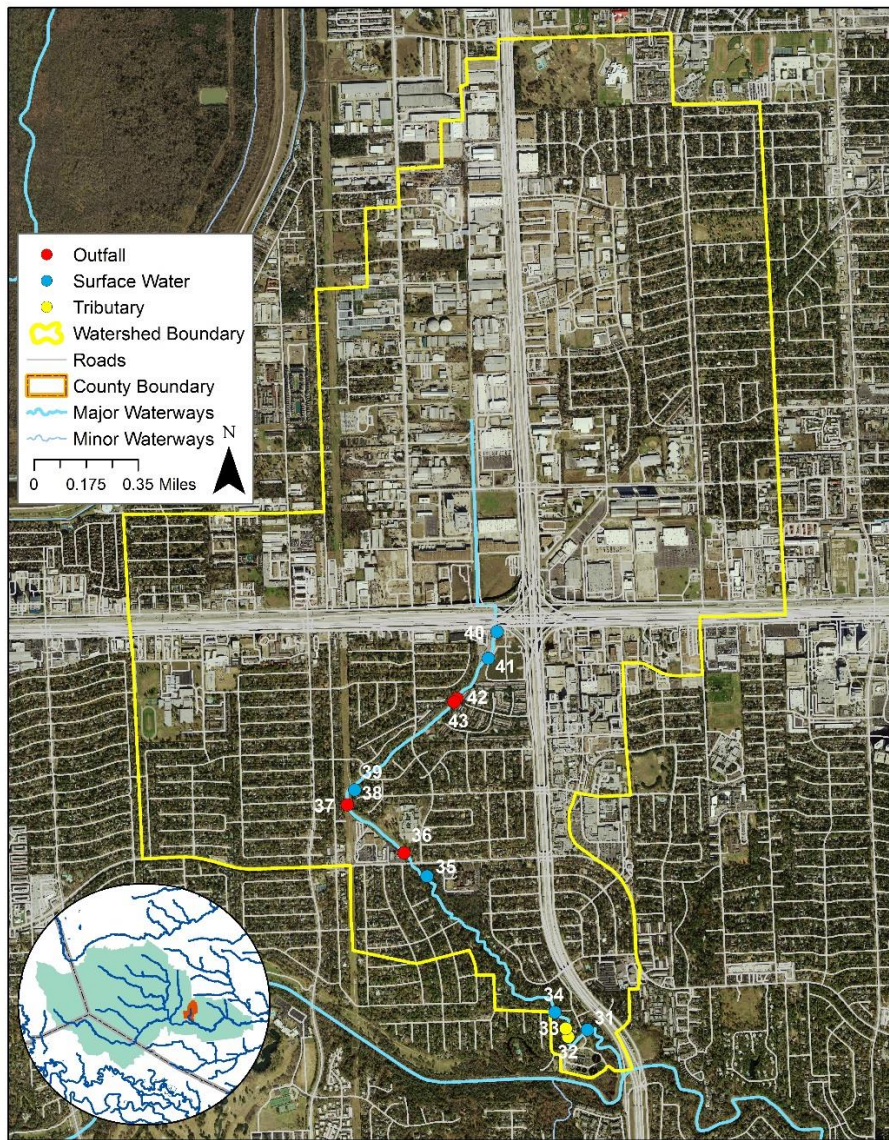 Outfall
Surface Water
Tributary
Watershed Boundary
Roads
County Boundary
Major Waterways
Minor Waterways
N
0 0.175 0.35 Miles
40
41
42
43
39
38
37
36
35
34
33
31
32